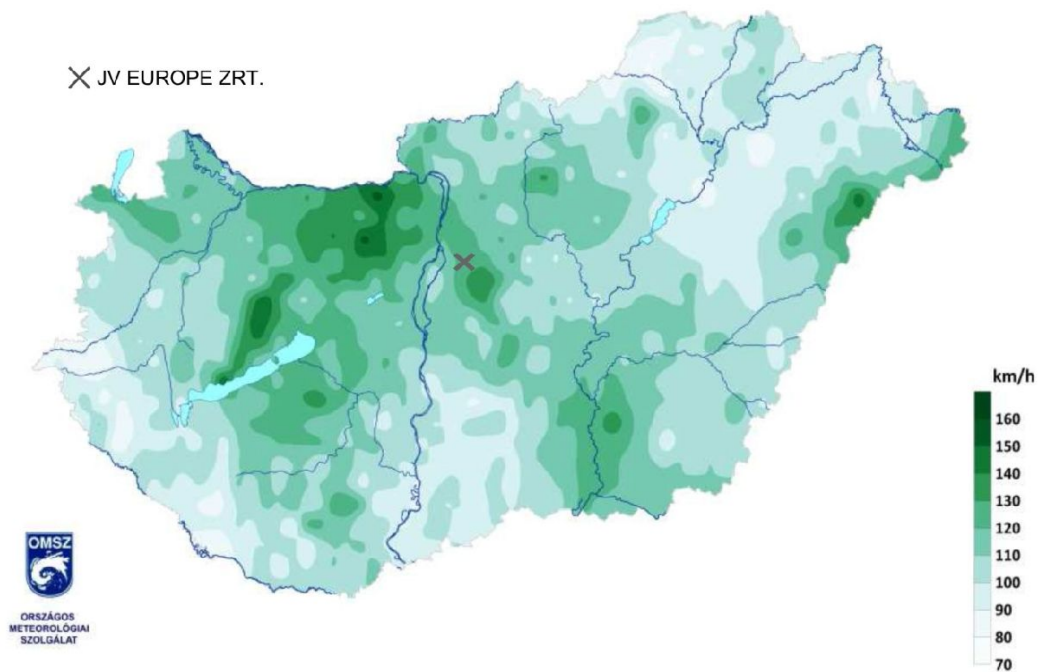 JV EUROPE ZRT.
km/h
160
150
140
130
120
110
100
90
80
70
OMSZ
ORSZÁGOS
METEOROLÓGIAI
SZOLGÁLAT